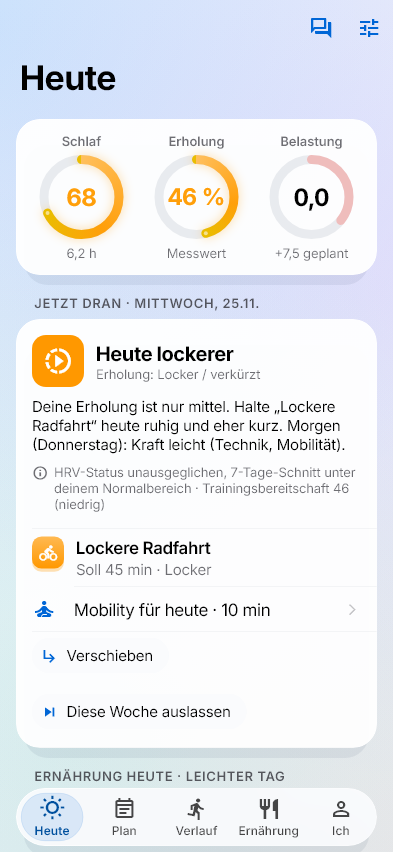 Heute
Schlaf
Erholung
Belastung
68
46 %
0,0
6,2 h
Messwert
+7,5 geplant
JETZT DRAN · MITTWOCH, 25.11.
Heute lockerer
Erholung: Locker / verkürzt
Deine Erholung ist nur mittel. Halte „Lockere
Radfahrt“ heute ruhig und eher kurz. Morgen
(Donnerstag): Kraft leicht (Technik, Mobilität).
HRV-Status unausgeglichen, 7-Tage-Schnitt unter
deinem Normalbereich · Trainingsbereitschaft 46
(niedrig)
Lockere Radfahrt
Soll 45 min · Locker
Mobility für heute · 10 min
Verschieben
Diese Woche auslassen
ERNÄHRUNG HEUTE · LEICHTER TAG
Heute
Plan
Verlauf
Ernährung
Ich